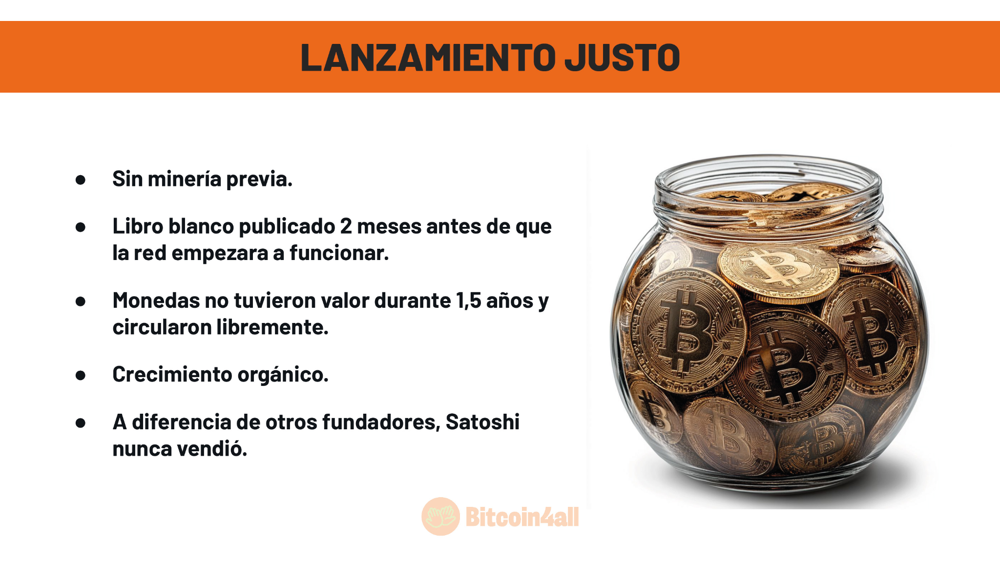 LANZAMIENTO JUSTO
● Sin minería previa.
● Libro blanco publicado 2 meses antes de que
la red empezara a funcionar.
● Monedas no tuvieron valor durante 1,5 años y
circularon libremente.
● Crecimiento orgánico.
● A diferencia de otros fundadores, Satoshi
nunca vendió.
Bitcoin4all